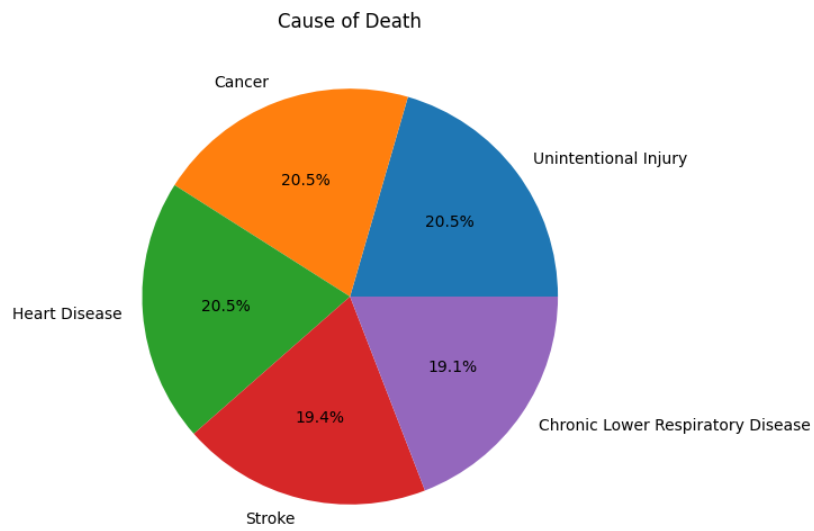 Cause of Death
Cancer
Unintentional Injury
20.5%
20.5%
Heart Disease
20.5%
19.1%
19.4%
Chronic Lower Respiratory Disease
Stroke